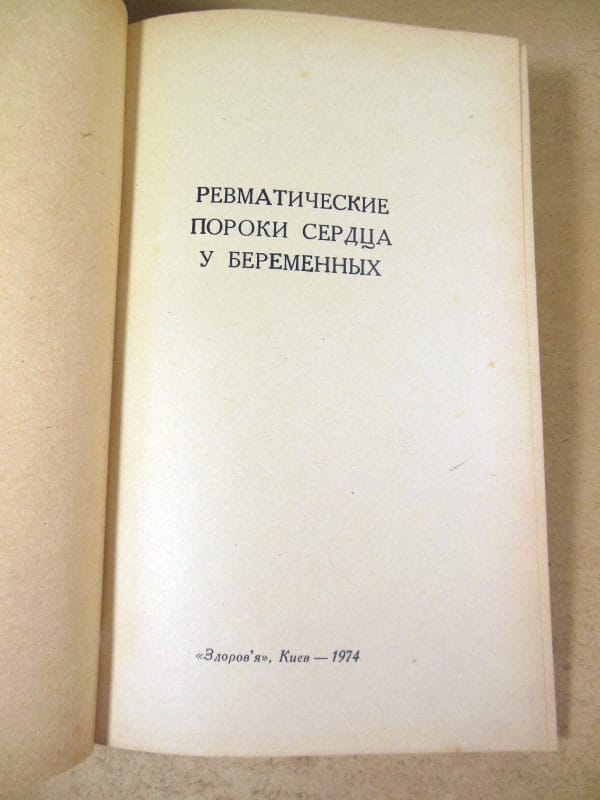 РЕВМАТИЧЕСКИЕ
ПОРОКИ СЕРДЦА
У БЕРЕМЕННЫХ
«Здоров'я», Киев — 1974